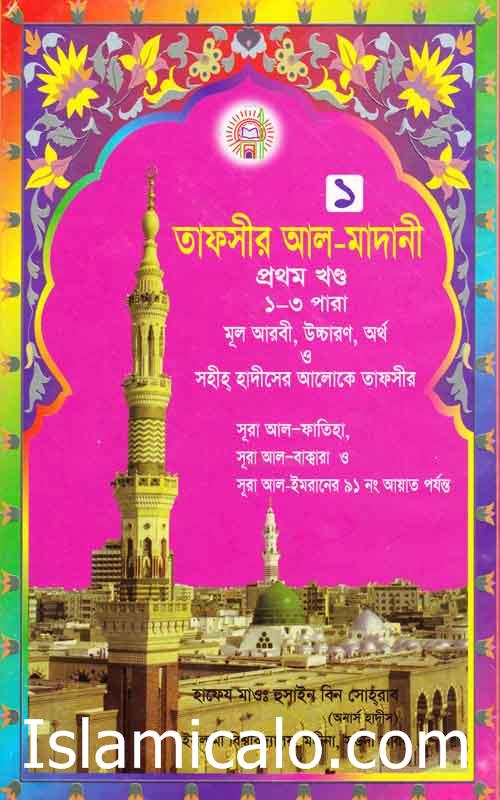 ১
তাফসীর আল-মাদানী
প্রথম খণ্ড
১-৩ পারা
মূল আরবী, উচ্চারণ, অর্থ
ও
সহীহ্ হাদীসের আলোকে তাফসীর
সূরা আল-ফাতিহা,
সূরা আল-বাক্বারা ও
সূরা আল-ইমরানের ৯১ নং আয়াত পর্যন্ত
হাফেয মাওঃ হুসাইন বিন সোহ্‌রাব
(অনার্স হাদীস)
Islamicalo.com